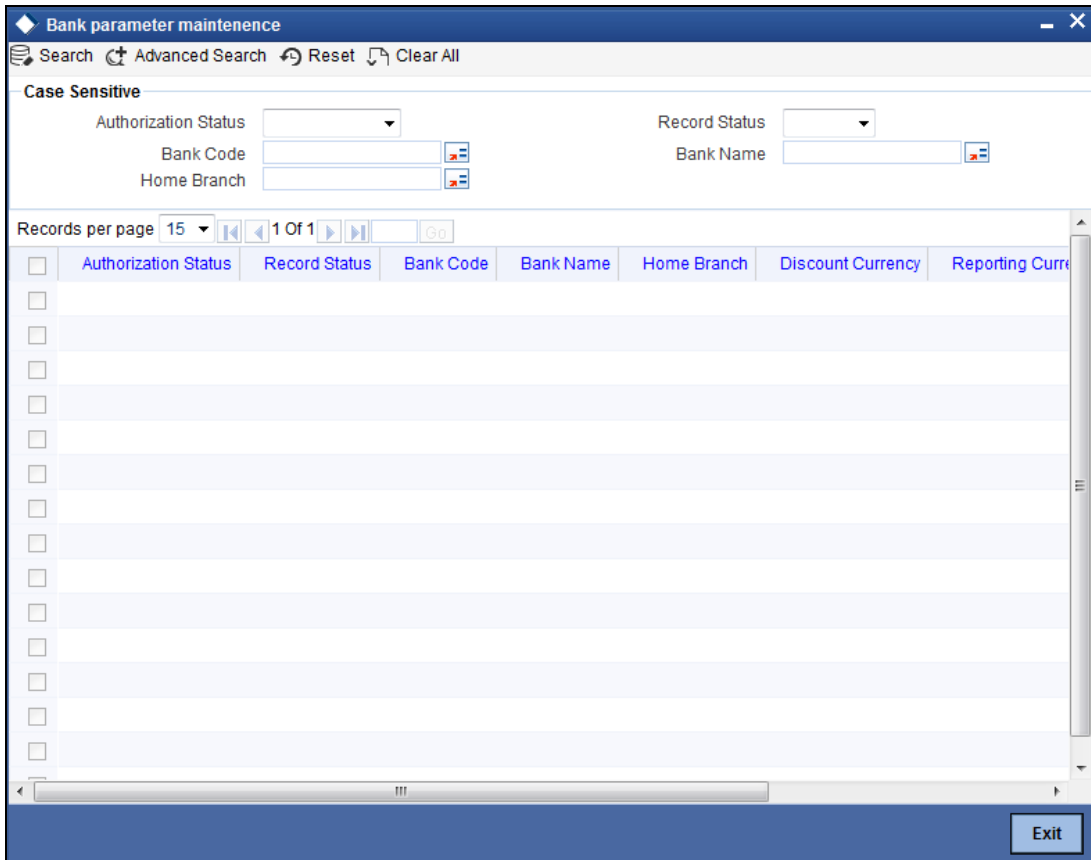 Bank parameter maintenence
Search Advanced Search Reset Clear All
Case Sensitive
Authorization Status Record Status
Bank Code Bank Name
Home Branch
Records per page 15 1 Of 1 Go
Authorization Status Record Status Bank Code Bank Name Home Branch Discount Currency Reporting Curre
Exit